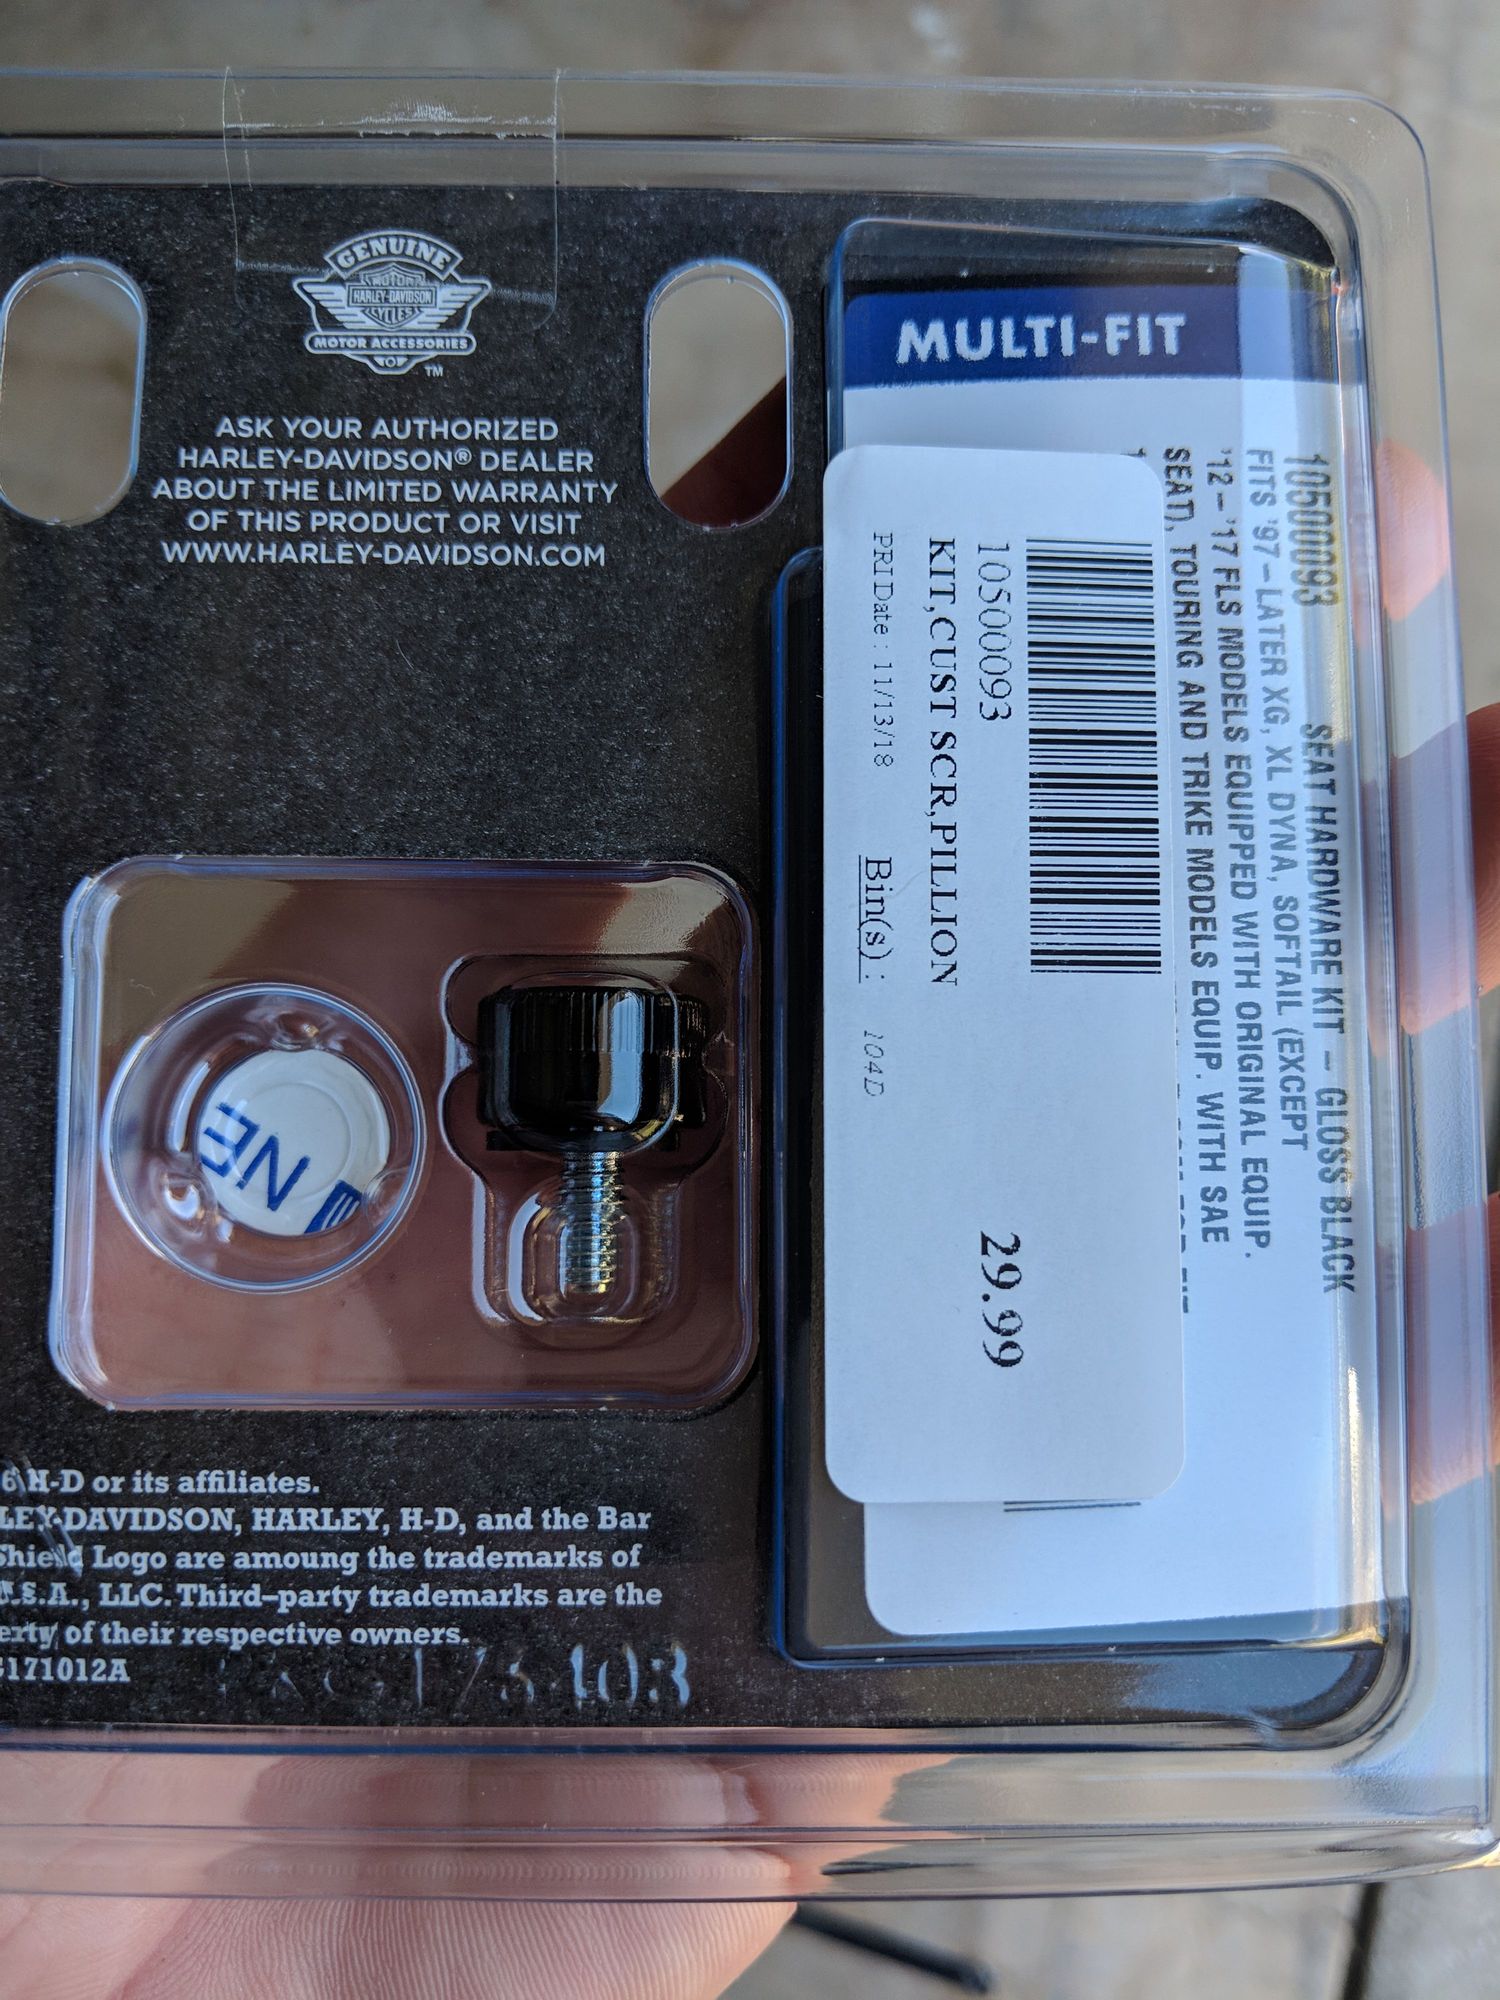 GENUINE
MOTOR
HARLEY-DAVIDSON
CYCLES
MOTOR ACCESSORIES
TM
ASK YOUR AUTHORIZED
HARLEY-DAVIDSON® DEALER
ABOUT THE LIMITED WARRANTY
OF THIS PRODUCT OR VISIT
WWW.HARLEY-DAVIDSON.COM
MULTI-FIT
10500093 SEAT HARDWARE KIT – GLOSS BLACK
FITS '97 – LATER XG, XL DYNA, SOFTAIL (EXCEPT
'12 – '17 FLS MODELS EQUIPPED WITH ORIGINAL EQUIP.
SEAT), TOURING AND TRIKE MODELS EQUIP. WITH SAE
10500093 29.99
KIT,CUST SCR,PILLION
PRIDate: 11/13/18 Bin(s): 104D
NE
6 H-D or its affiliates.
LEY-DAVIDSON, HARLEY, H-D, and the Bar
Shield Logo are amoung the trademarks of
U.S.A., LLC. Third-party trademarks are the
erty of their respective owners.
171012A